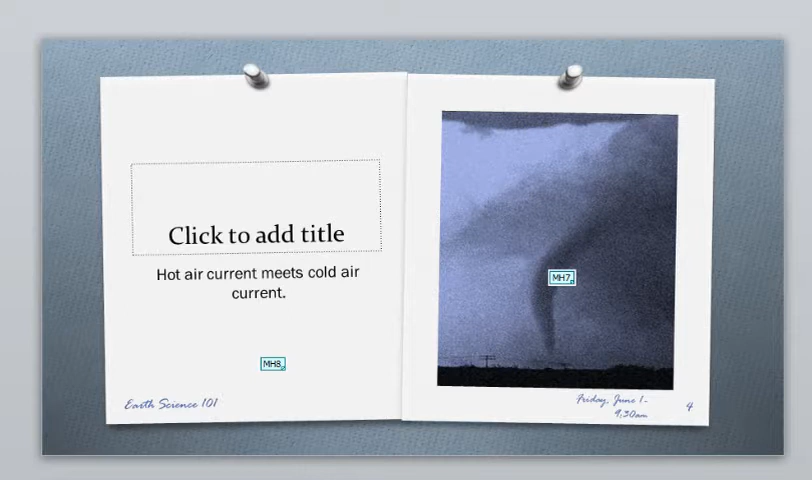 Click to add title
Hot air current meets cold air
current.
MH8
Earth Science 101
MH7
Friday, June 1-
9:30am
4